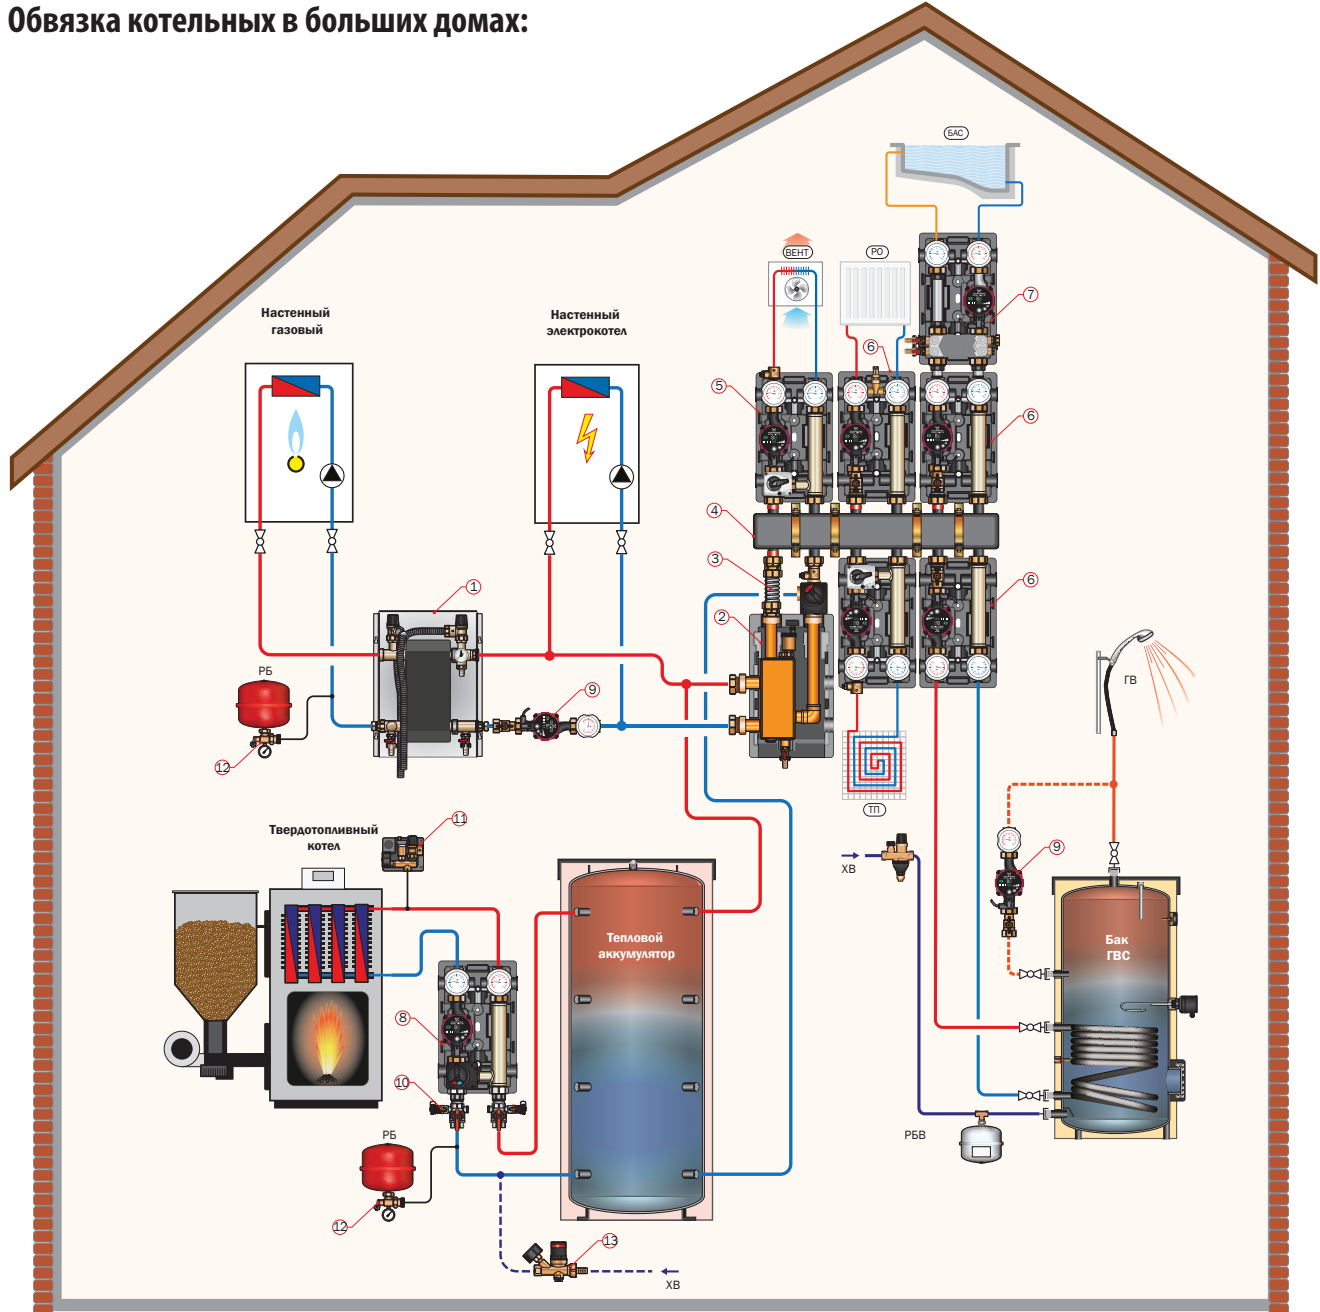 Обвязка котельных в больших домах:
БАС
ВЕНТ
РО
7
Настенный
газовый
Настенный
электрокотел
6
5
6
4
3
1
2
6
РБ
9
12
ГВ
ТП
11
Твердотопливный
котел
ХВ
9
Тепловой
аккумулятор
Бак
ГВС
8
10
РБ
РБВ
12
13
ХВ